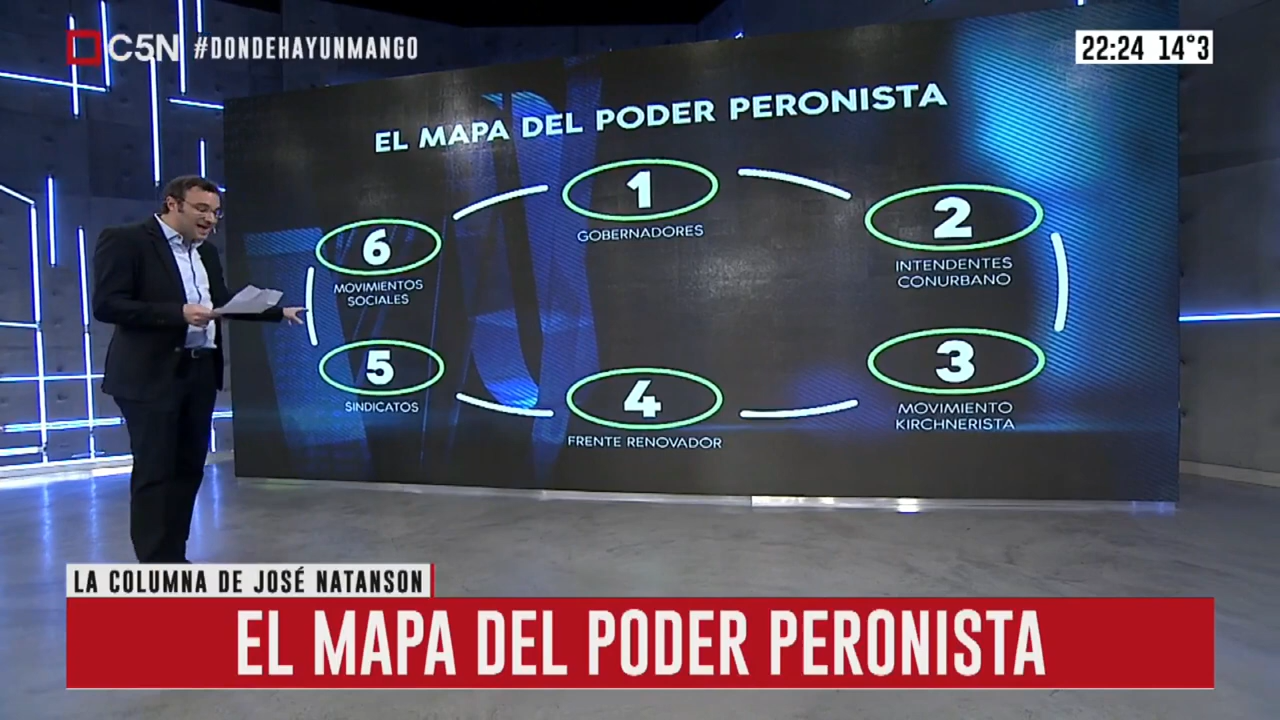 C5N #DONDEHAYUNMANGO
22:24 14°3
EL MAPA DEL PODER PERONISTA
1
GOBERNADORES
2
INTENDENTES
CONURBANO
3
MOVIMIENTO
KIRCHNERISTA
4
FRENTE RENOVADOR
5
SINDICATOS
6
MOVIMIENTOS
SOCIALES
LA COLUMNA DE JOSÉ NATANSON
EL MAPA DEL PODER PERONISTA